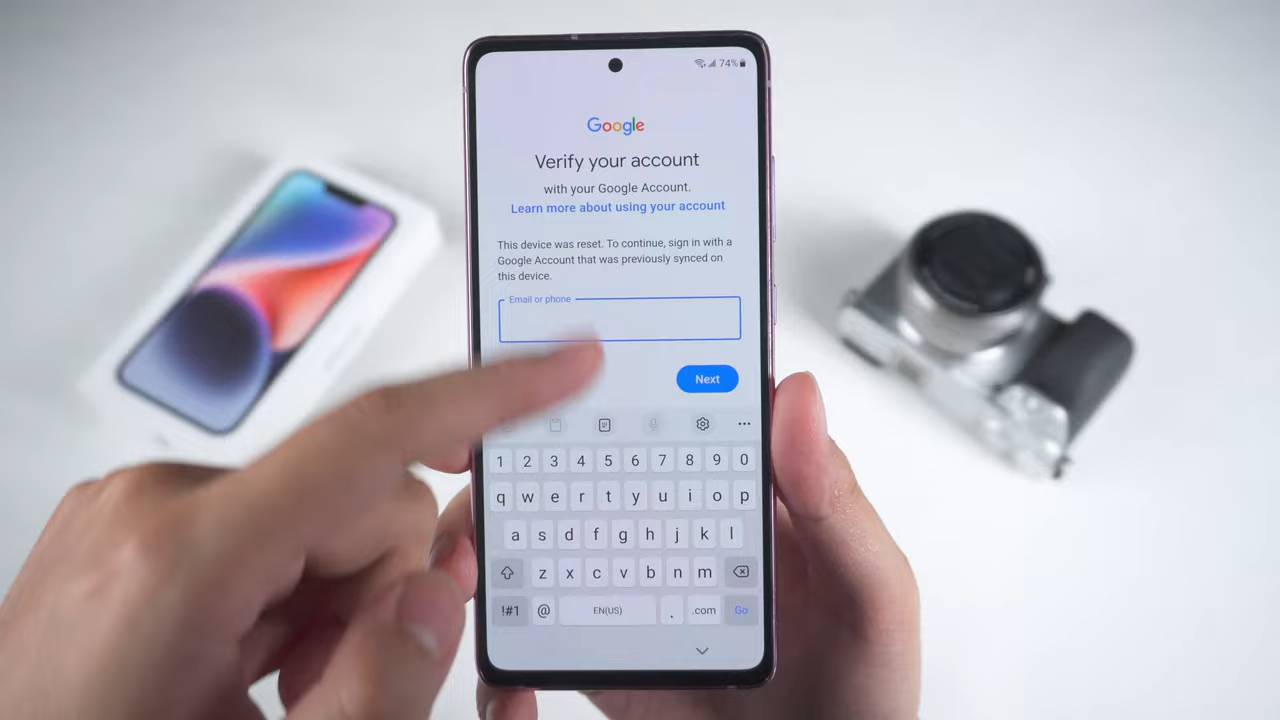 74%
Google
Verify your account
with your Google Account.
Learn more about using your account
This device was reset. To continue, sign in with a
Google Account that was previously synced on
this device.
Email or phone
Next
1 2 3 4 5 6 7 8 9 0
q w e r t y u i o p
a s d f g h j k l
z x c v b n m
!#1 @ EN(US) . .com Go